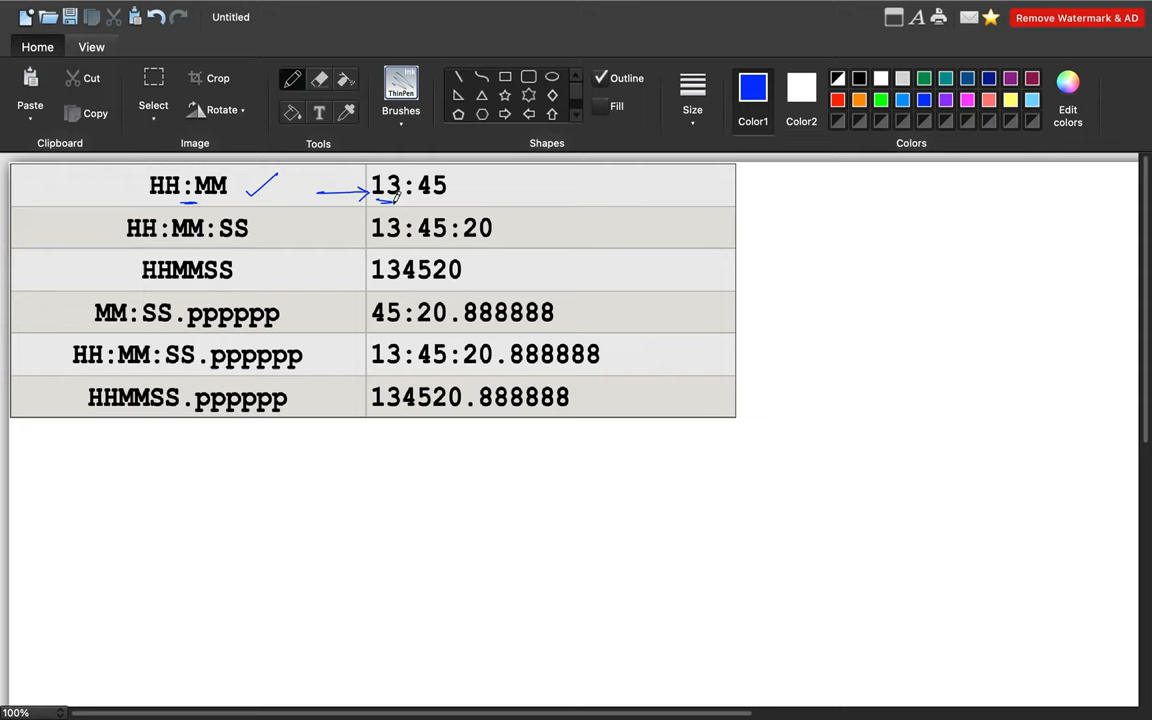 Untitled
Remove Watermark & AD
Home View
Paste Cut Copy Select Crop Rotate T Ink ThinPen Brushes Outline Fill Size Color1 Color2 Edit colors
Clipboard Image Tools Shapes Colors
HH:MM 13:45
HH:MM:SS 13:45:20
HHMMSS 134520
MM:SS.pppppp 45:20.888888
HH:MM:SS.pppppp 13:45:20.888888
HHMMSS.pppppp 134520.888888
100%